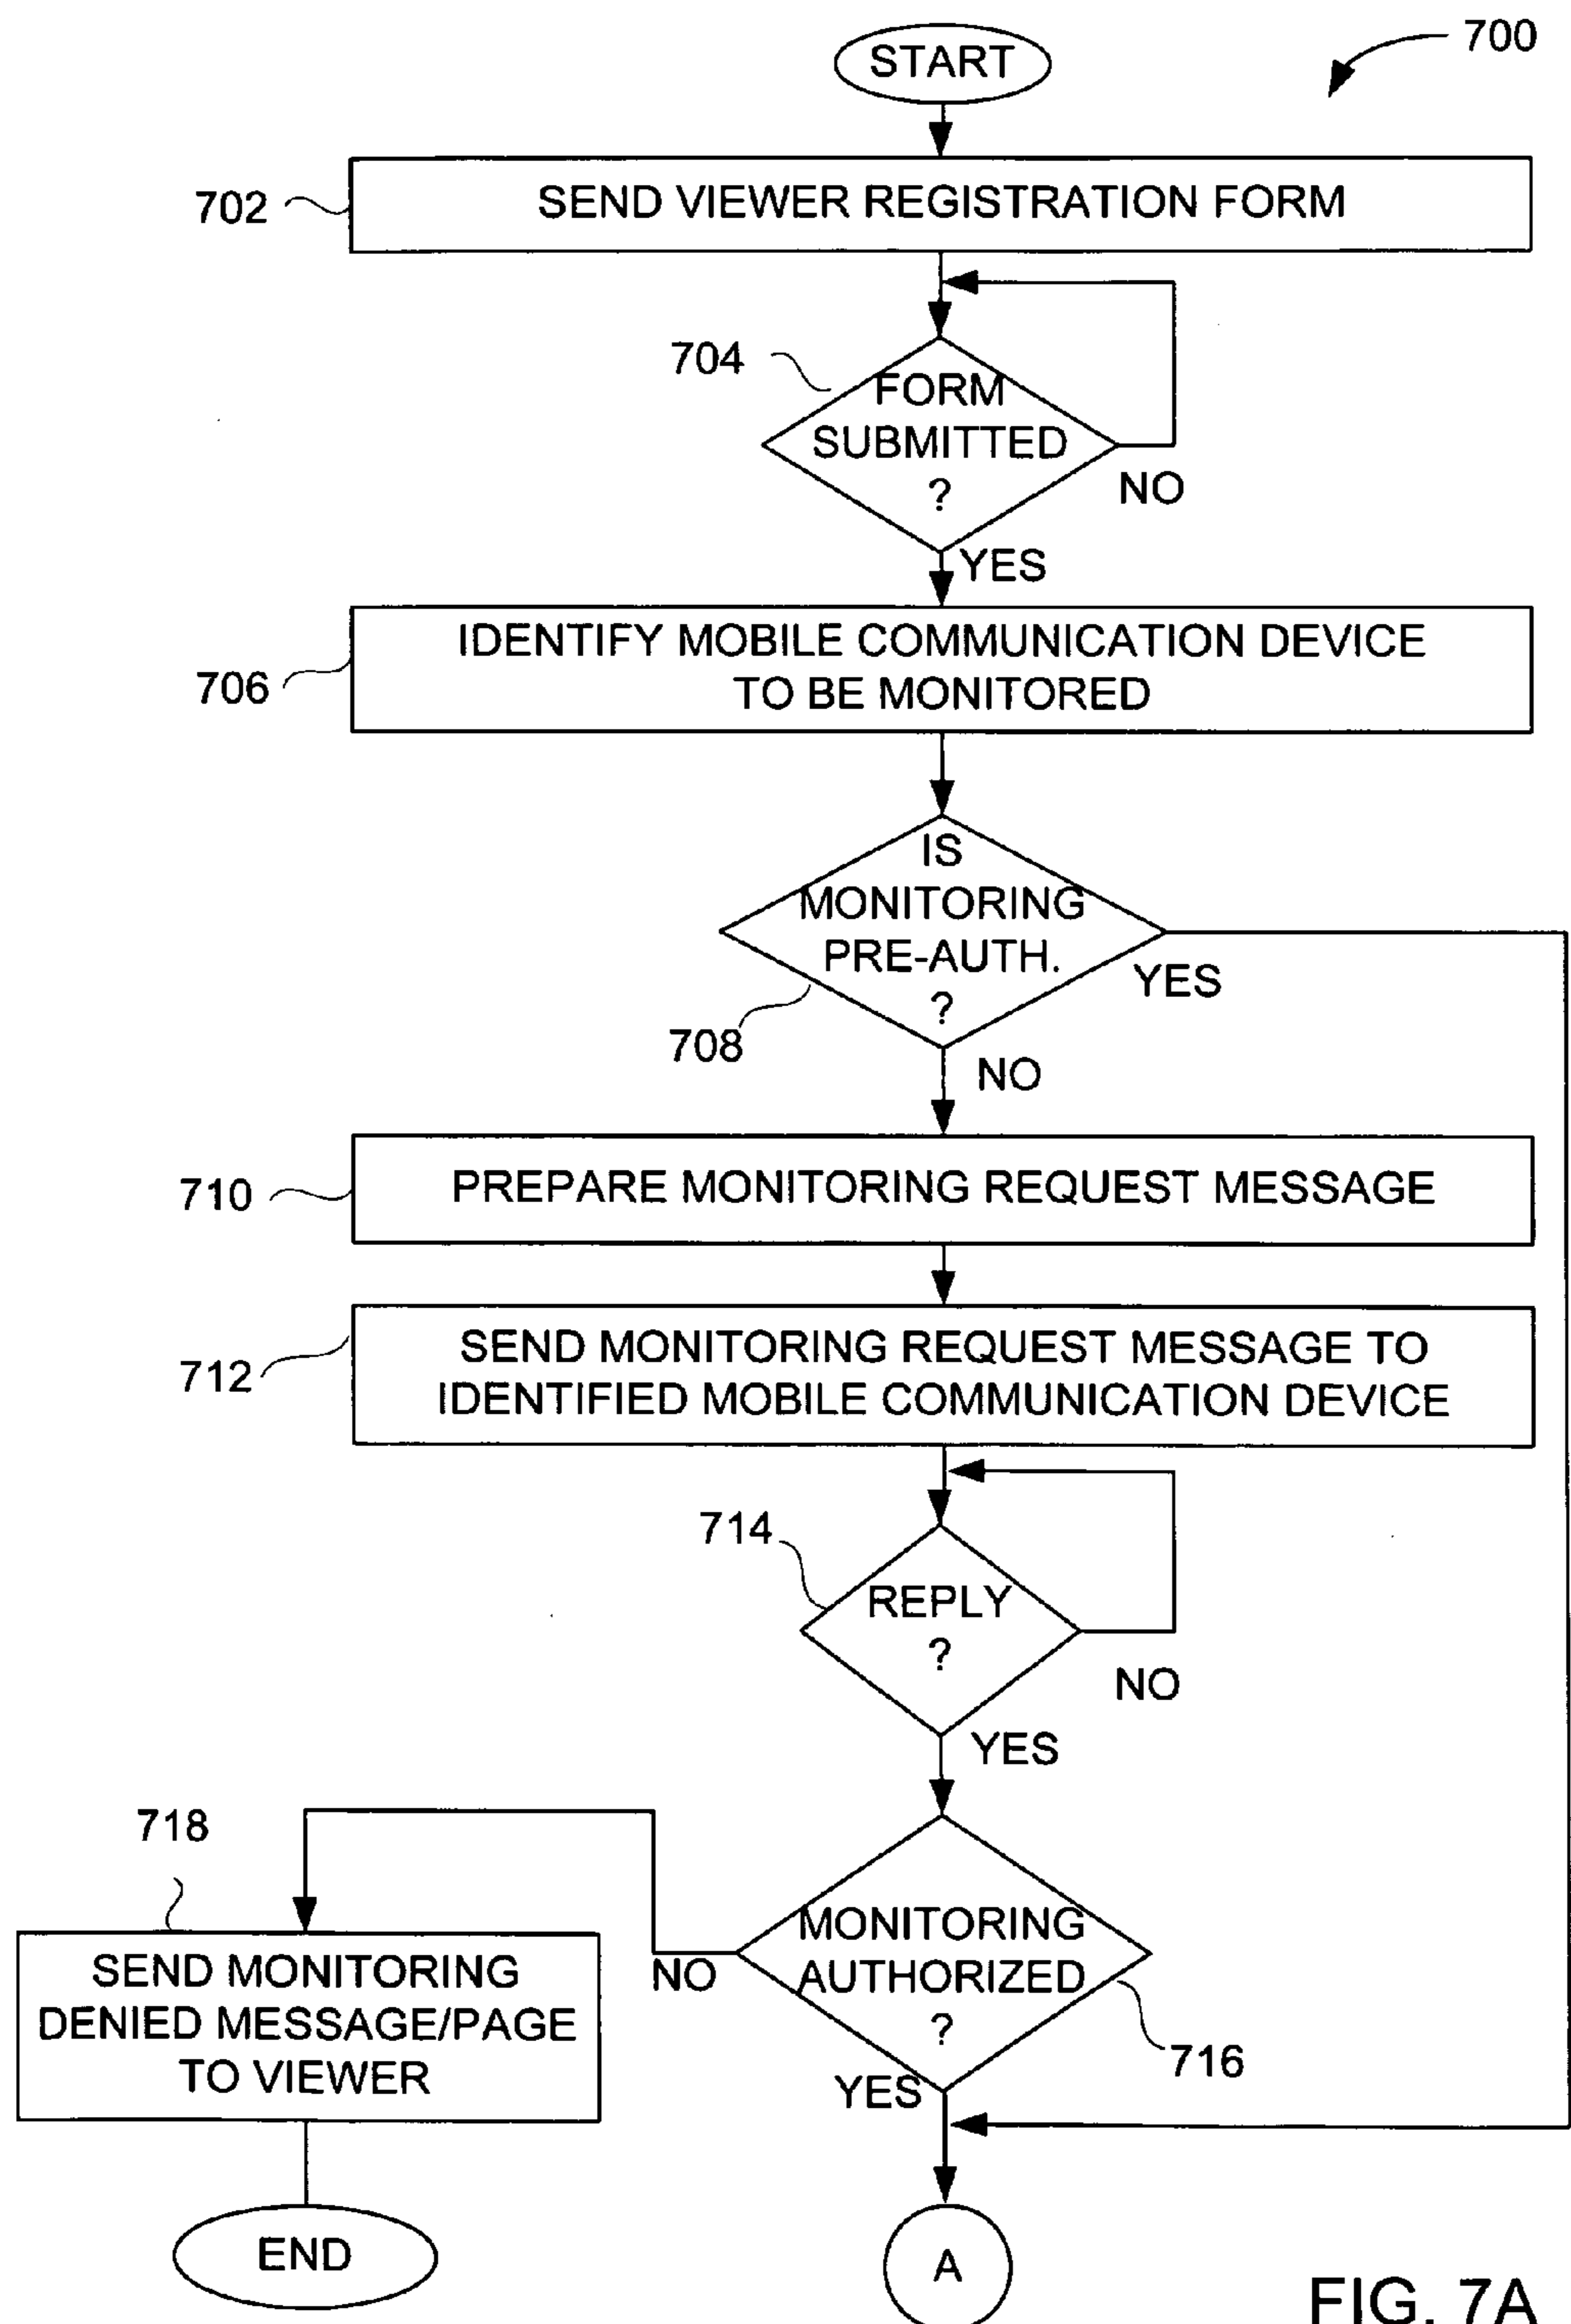 START
700
702
SEND VIEWER REGISTRATION FORM
704
FORM
SUBMITTED
?
NO
YES
706
IDENTIFY MOBILE COMMUNICATION DEVICE
TO BE MONITORED
IS
MONITORING
PRE-AUTH.
?
YES
708
NO
710
PREPARE MONITORING REQUEST MESSAGE
712
SEND MONITORING REQUEST MESSAGE TO
IDENTIFIED MOBILE COMMUNICATION DEVICE
714
REPLY
?
NO
YES
718
SEND MONITORING
DENIED MESSAGE/PAGE
TO VIEWER
NO
MONITORING
AUTHORIZED
?
716
YES
END
A
FIG. 7A